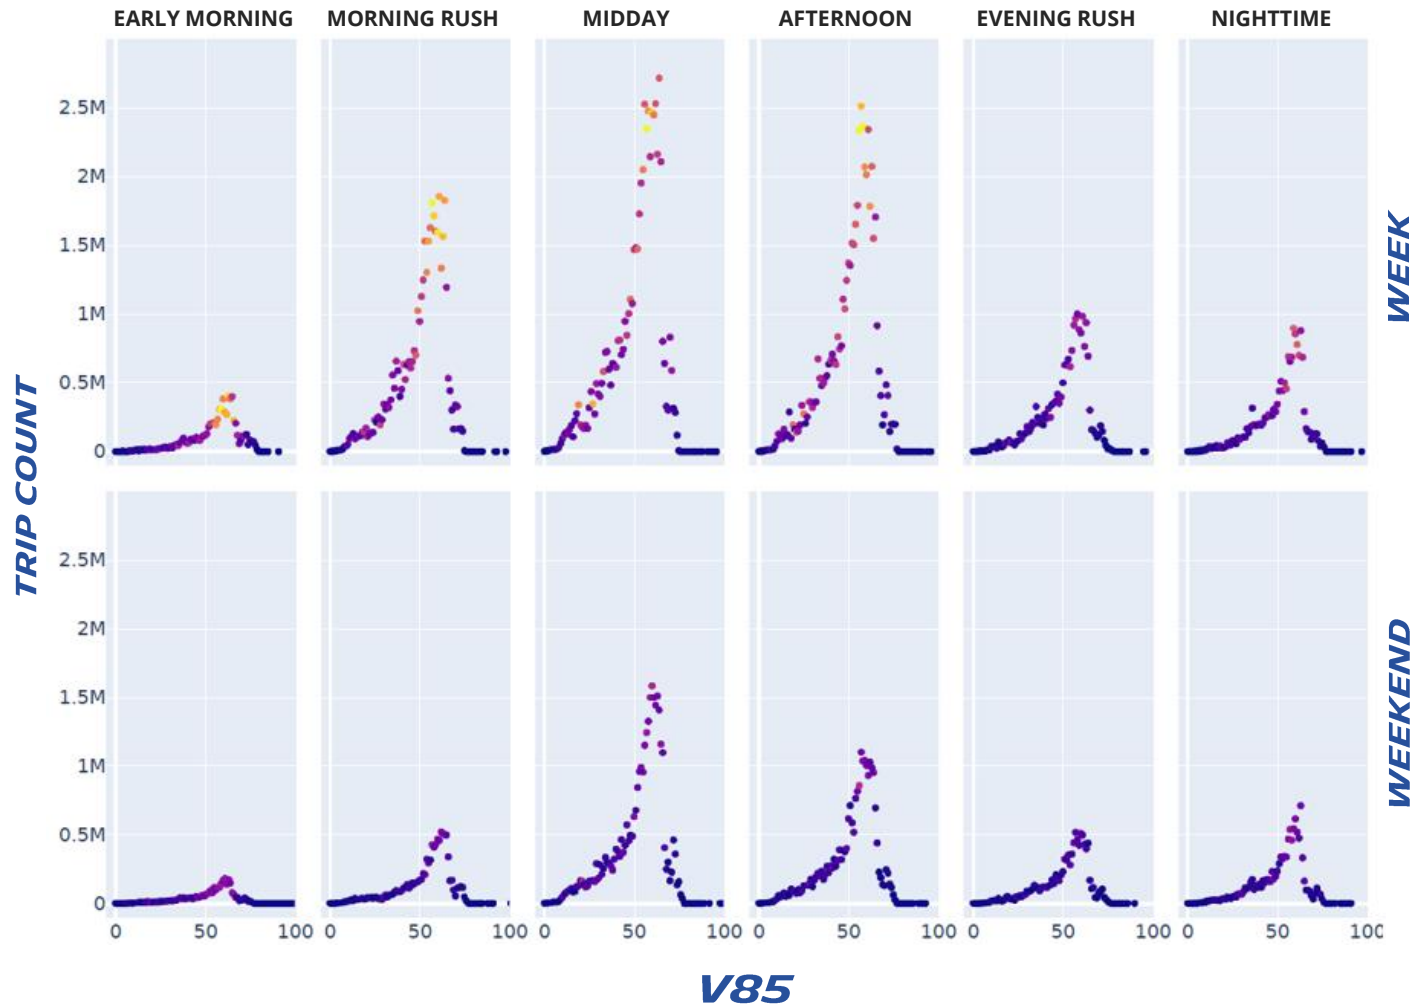 EARLY MORNING
MORNING RUSH
MIDDAY
AFTERNOON
EVENING RUSH
NIGHTTIME
2.5M
2M
1.5M
1M
0.5M
0
WEEK
TRIP COUNT
2.5M
2M
1.5M
1M
0.5M
0
WEEKEND
0 50 100 0 50 100 0 50 100 0 50 100 0 50 100 0 50 100
V85